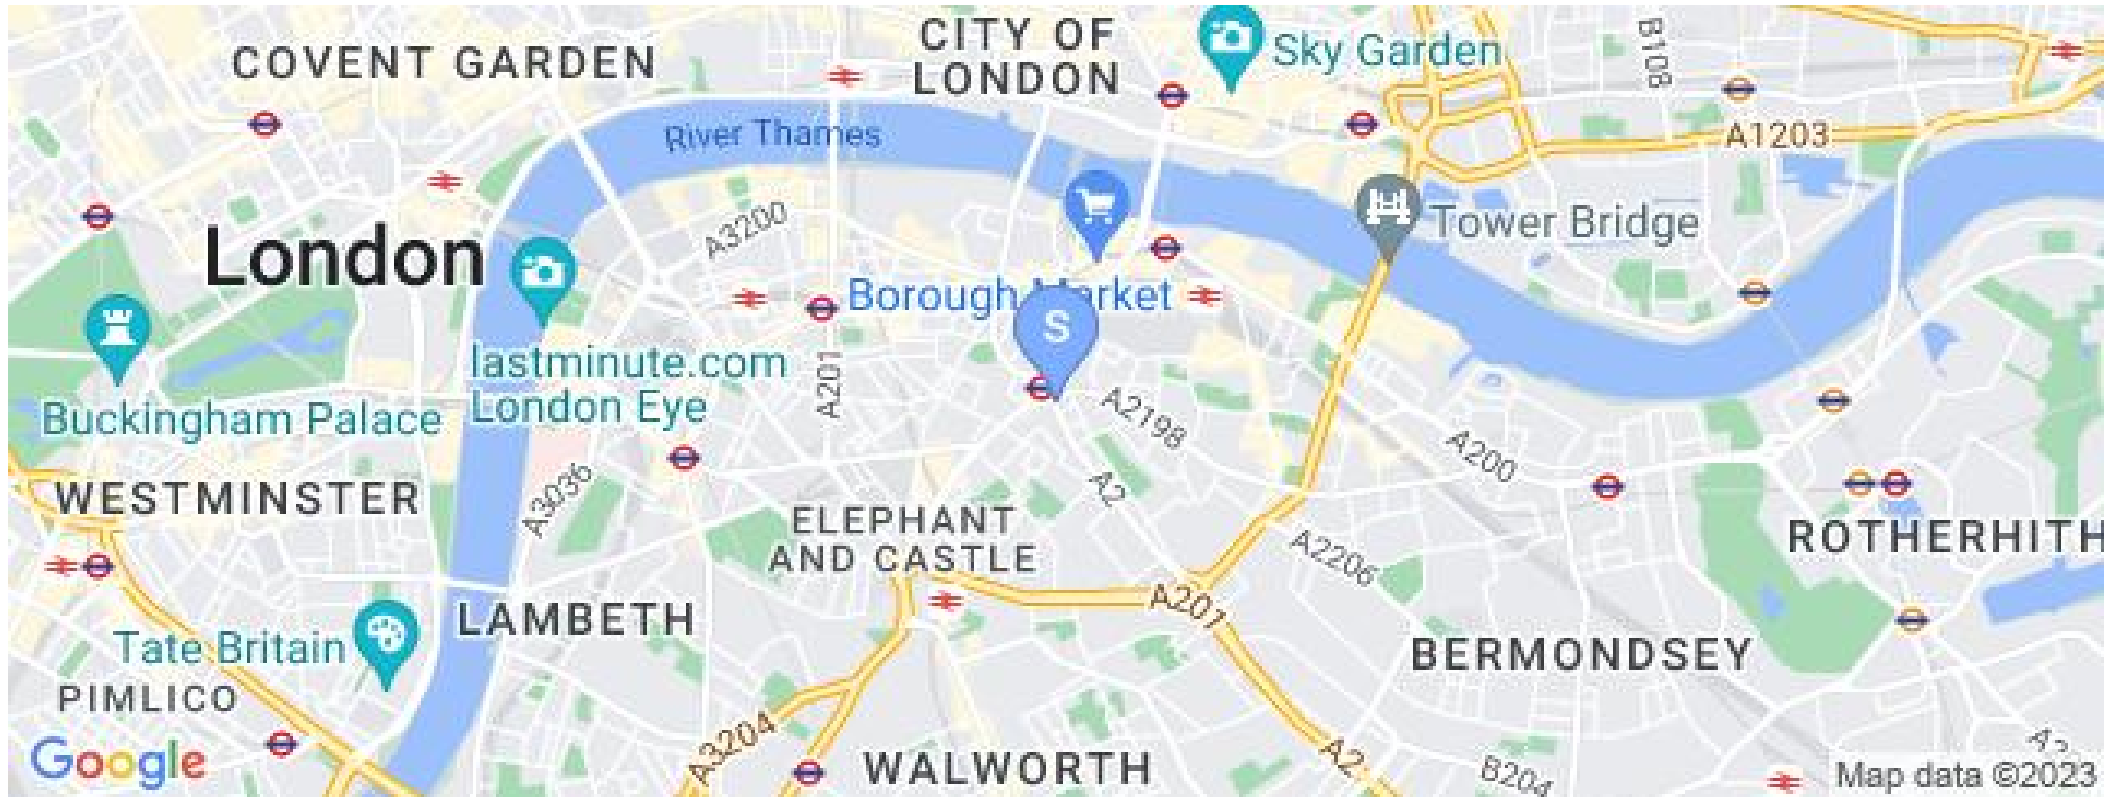 COVENT GARDEN
CITY OF
LONDON
Sky Garden
B108
A1203
River Thames
A3200
Tower Bridge
London
Borough Market
S
lastminute.com
London Eye
A201
Buckingham Palace
A2198
A200
WESTMINSTER
A3036
A2
ELEPHANT
AND CASTLE
A2206
ROTHERHITH
A201
LAMBETH
Tate Britain
BERMONDSEY
PIMLICO
A3204
WALWORTH
A2
B204
Google
Map data ©2023